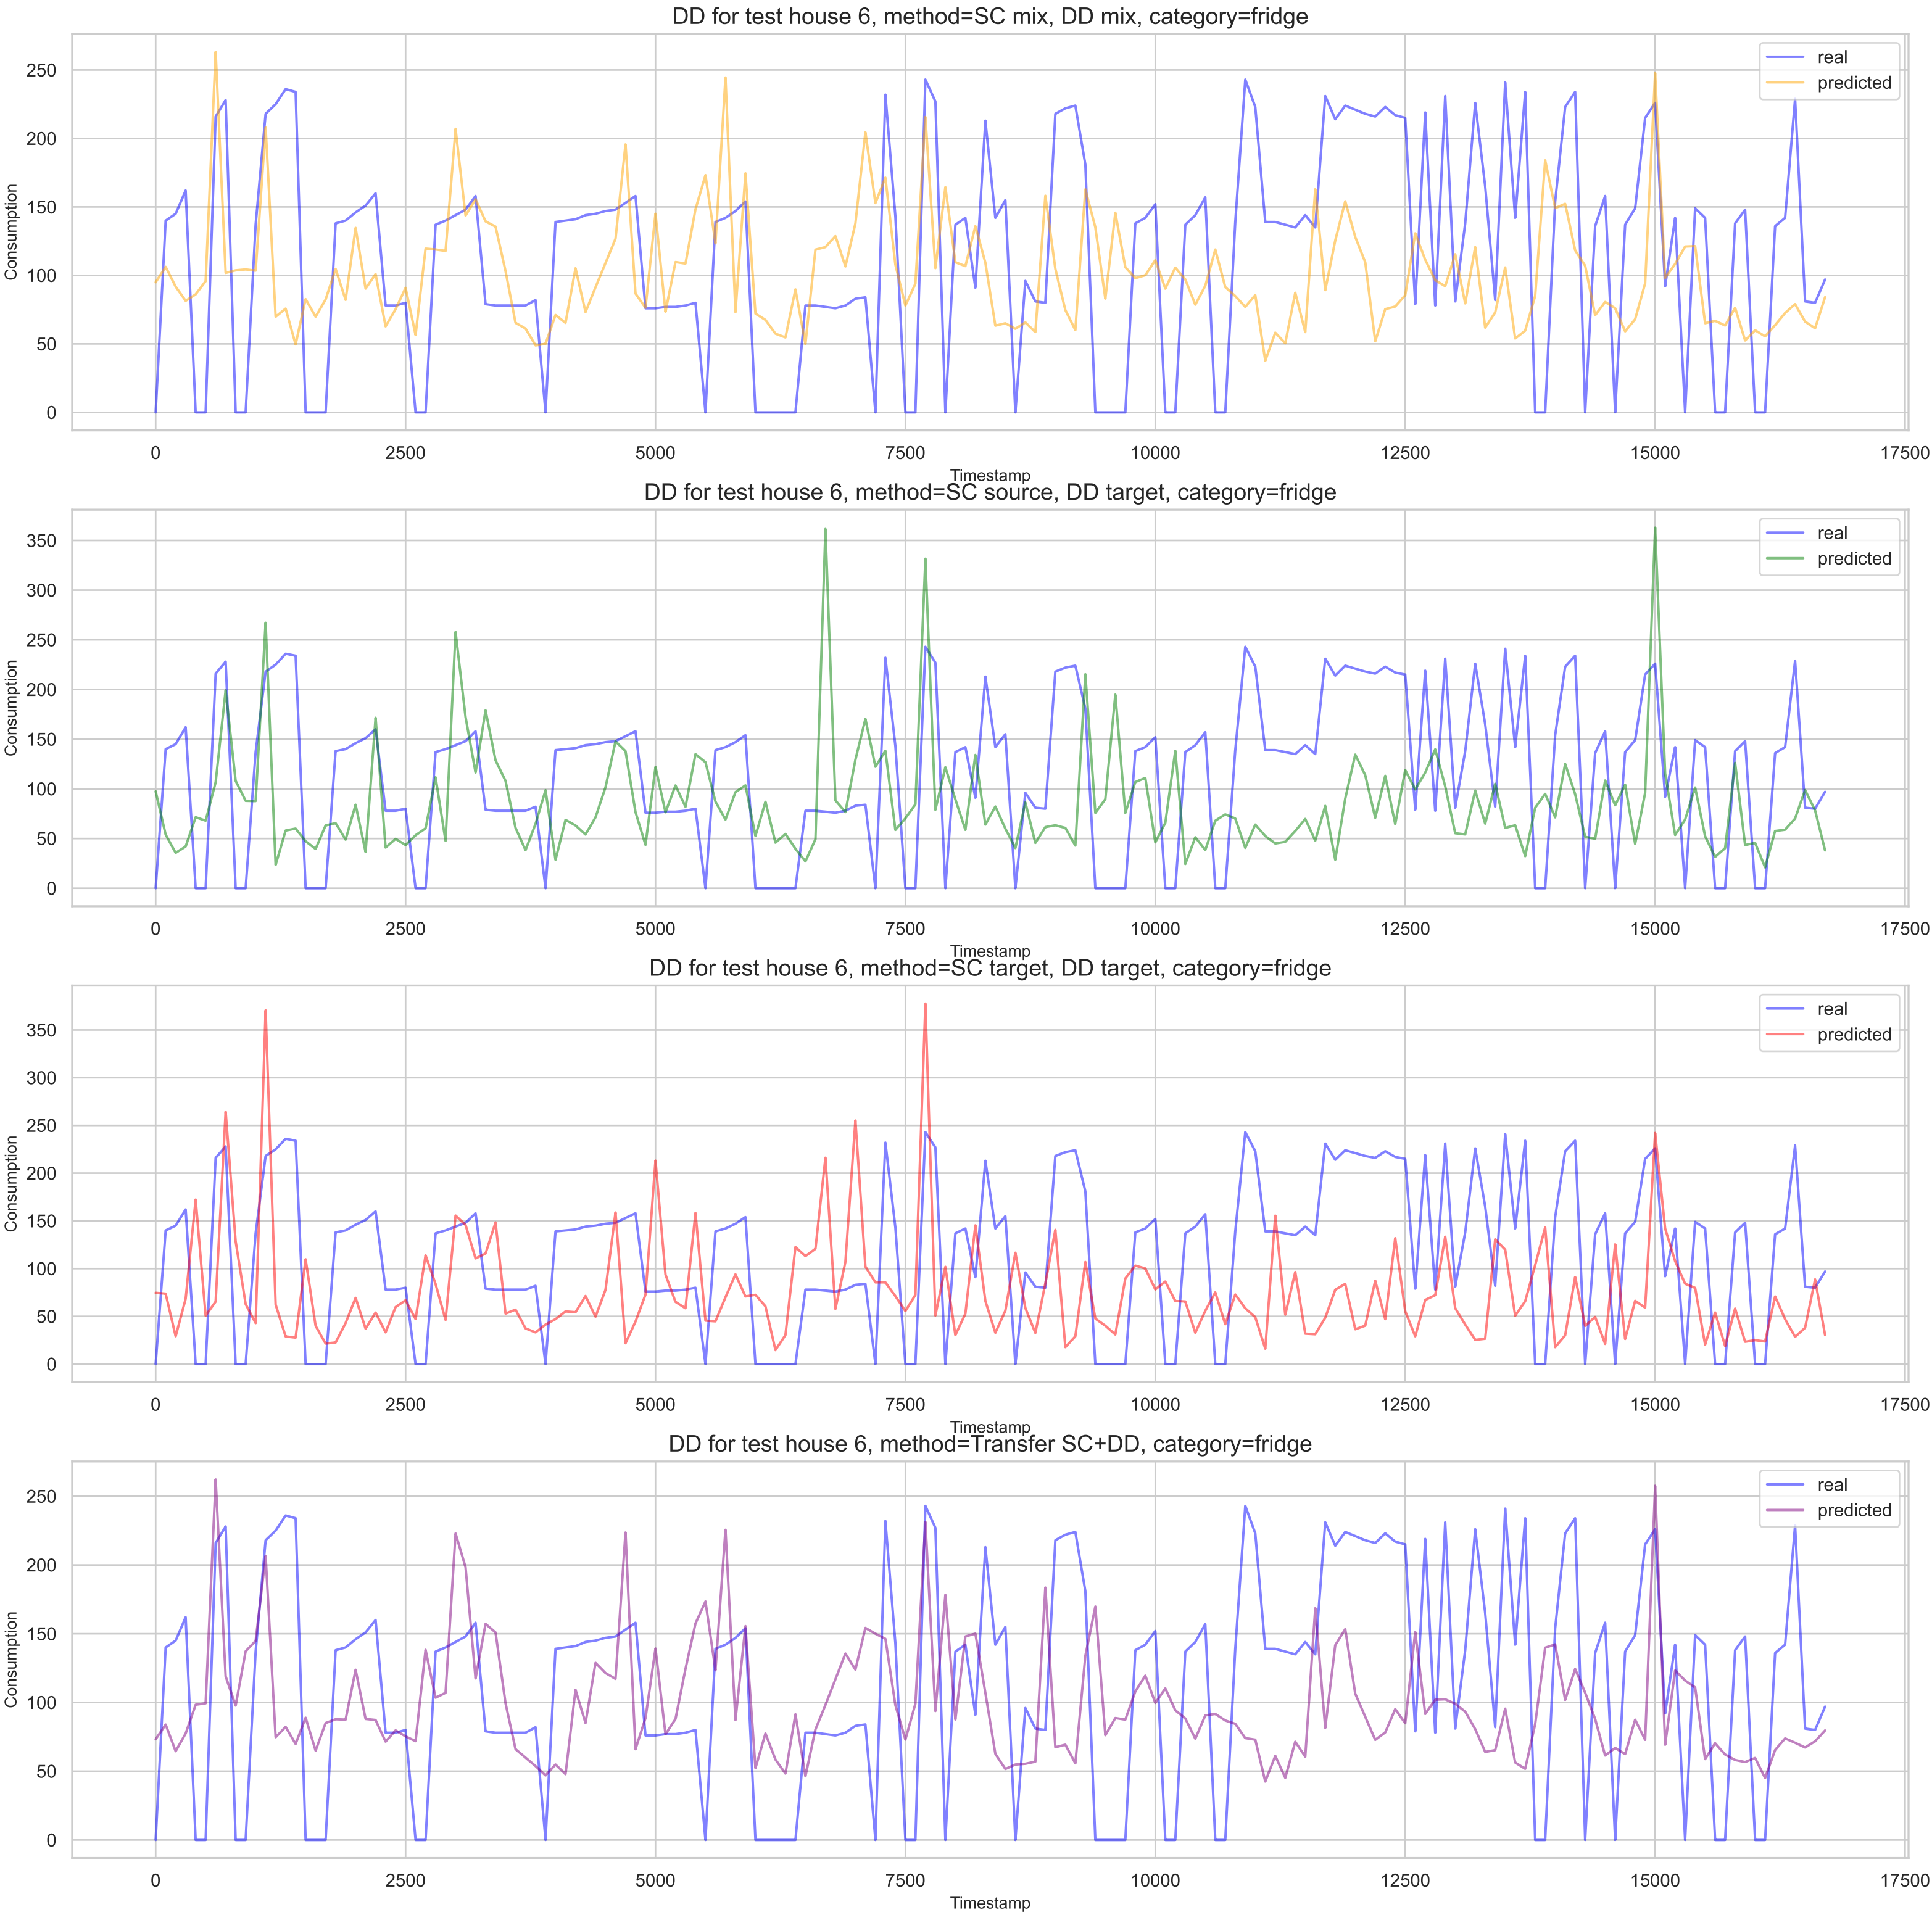 DD for test house 6, method=SC mix, DD mix, category=fridge
real
predicted
250
200
150
100
50
0
Consumption
0 2500 5000 7500 10000 12500 15000 17500
Timestamp
DD for test house 6, method=SC source, DD target, category=fridge
real
predicted
350
300
250
200
150
100
50
0
Consumption
0 2500 5000 7500 10000 12500 15000 17500
Timestamp
DD for test house 6, method=SC target, DD target, category=fridge
real
predicted
350
300
250
200
150
100
50
0
Consumption
0 2500 5000 7500 10000 12500 15000 17500
Timestamp
DD for test house 6, method=Transfer SC+DD, category=fridge
real
predicted
250
200
150
100
50
0
Consumption
0 2500 5000 7500 10000 12500 15000 17500
Timestamp